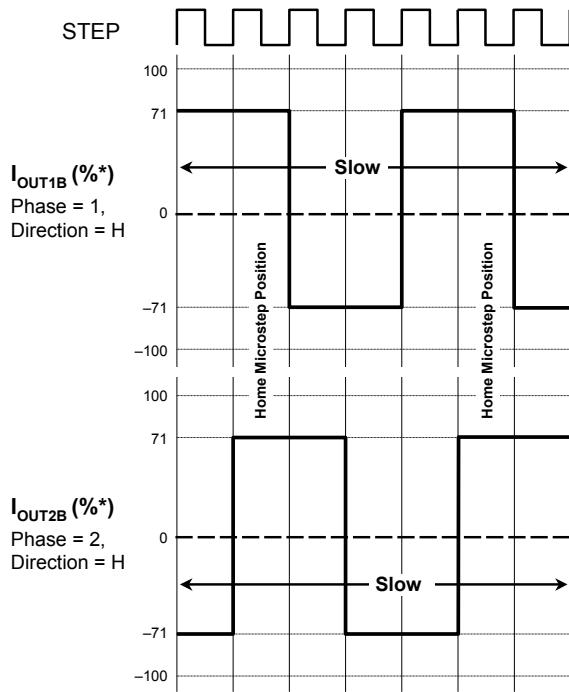 STEP
100
71
Slow
I_OUT1B (%*)
Phase = 1,
Direction = H
0
Home Microstep Position
Home Microstep Position
–71
–100
100
71
I_OUT2B (%*)
Phase = 2,
Direction = H
0
Slow
–71
–100